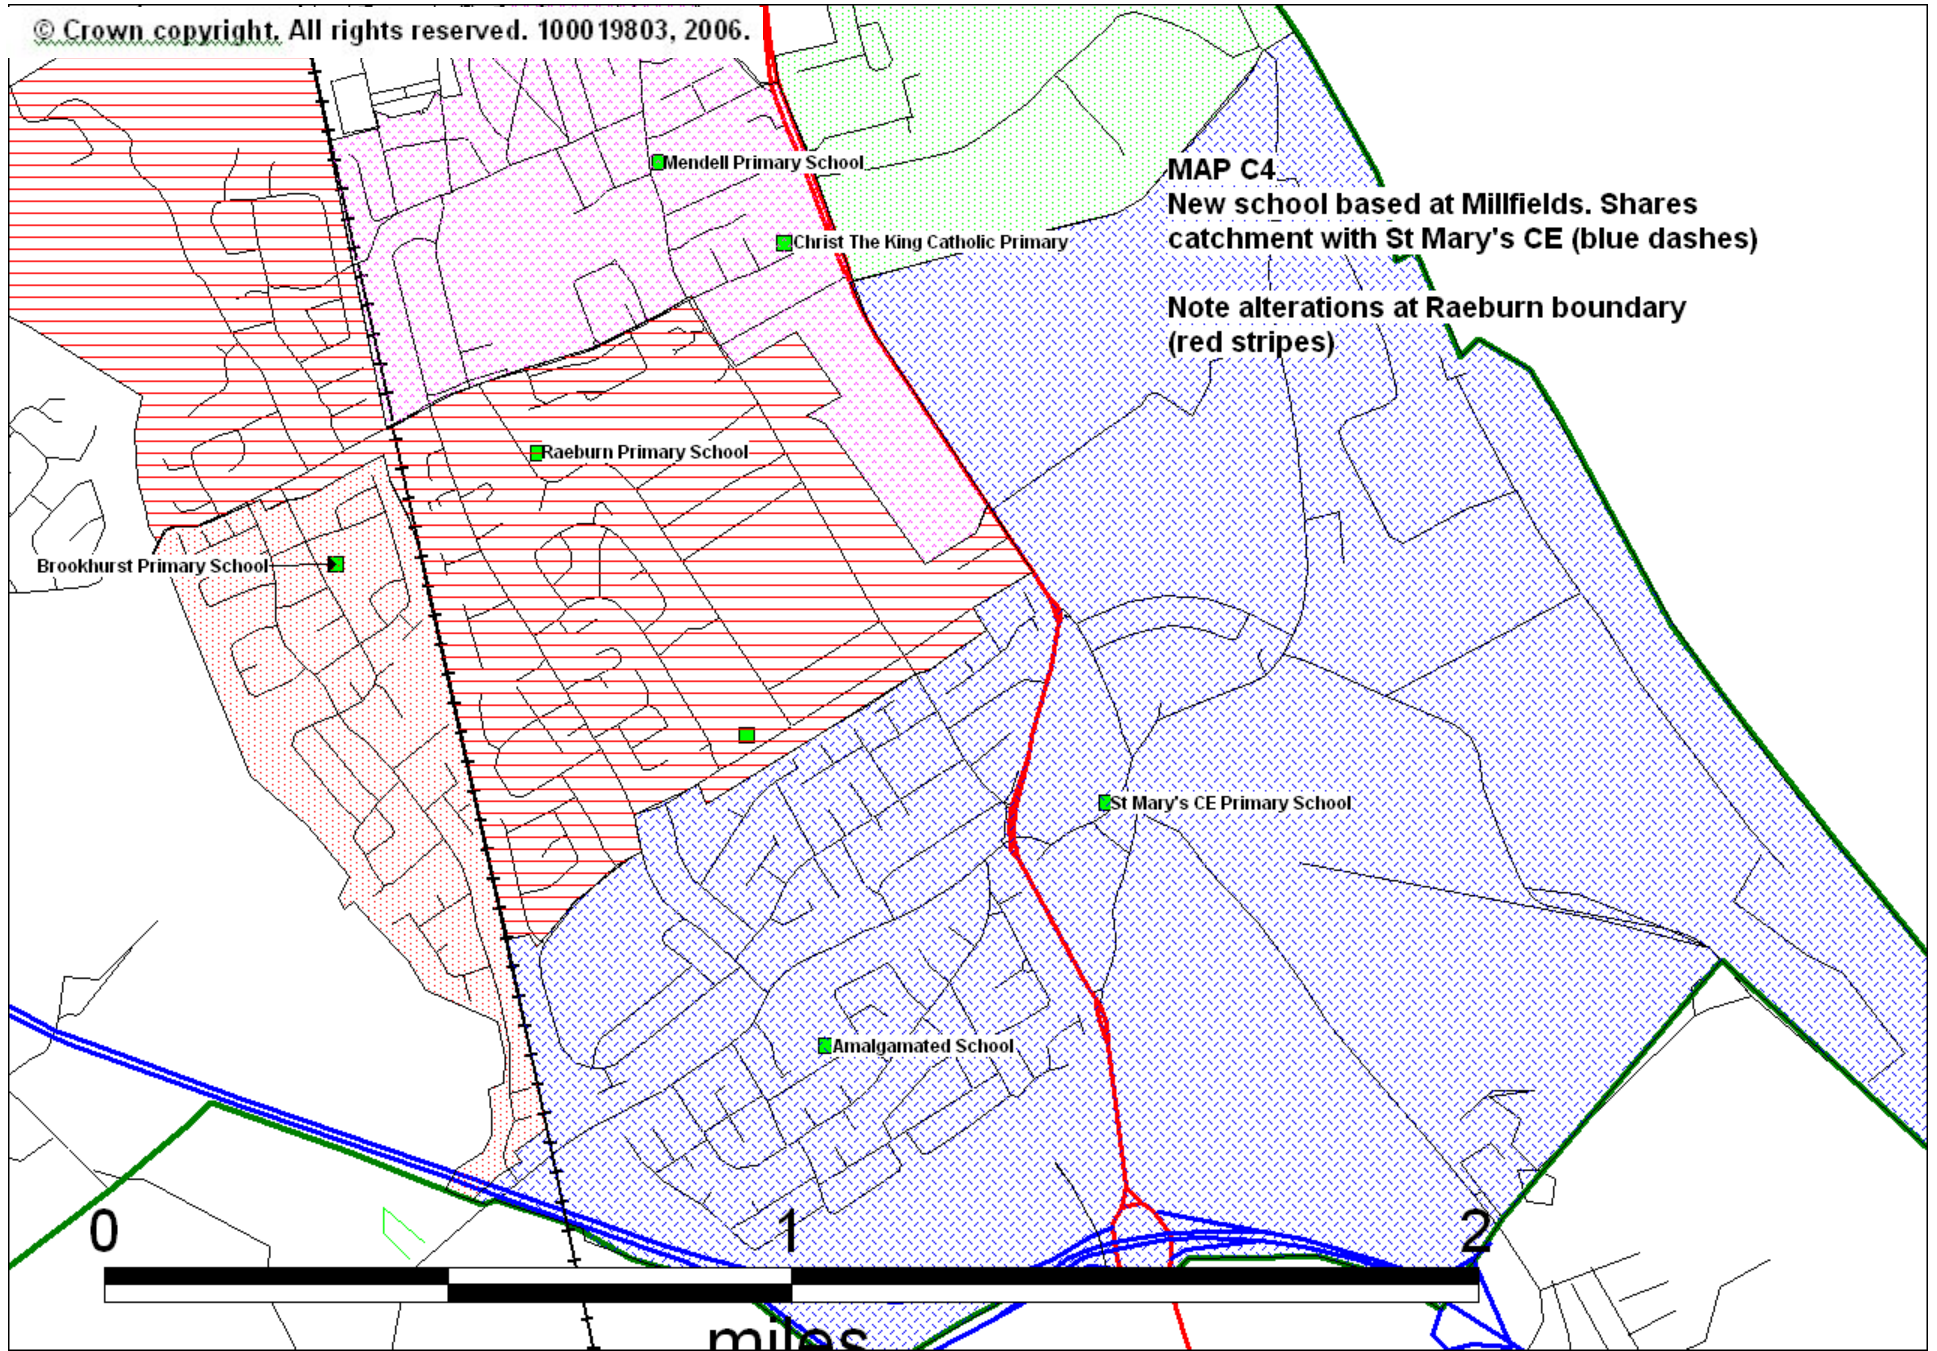 © Crown copyright. All rights reserved. 100019803, 2006.
Mendell Primary School
MAP C4
New school based at Millfields. Shares
catchment with St Mary's CE (blue dashes)
Christ The King Catholic Primary
Note alterations at Raeburn boundary
(red stripes)
Raeburn Primary School
Brookhurst Primary School
St Mary's CE Primary School
Amalgamated School
0 1 2
miles